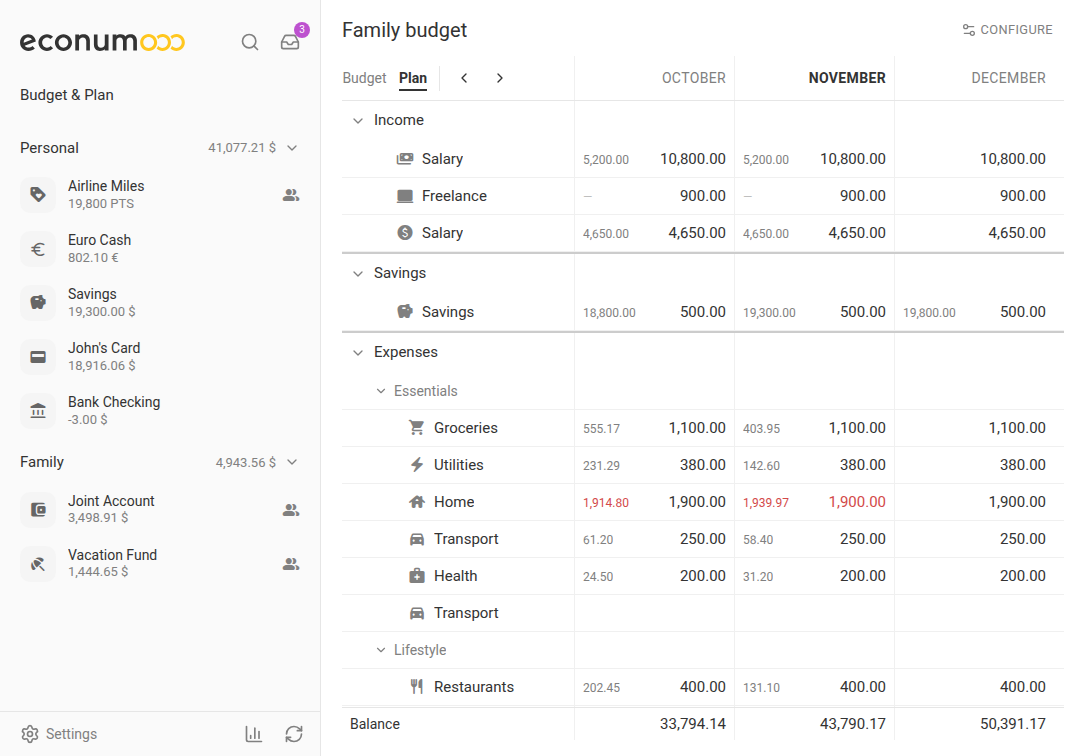 econumooo
3
Budget & Plan
Personal 41,077.21 $
Airline Miles
19,800 PTS
Euro Cash
802.10 €
Savings
19,300.00 $
John's Card
18,916.06 $
Bank Checking
-3.00 $
Family 4,943.56 $
Joint Account
3,498.91 $
Vacation Fund
1,444.65 $
Settings
Family budget CONFIGURE
Budget Plan OCTOBER NOVEMBER DECEMBER
Income
Salary 5,200.00 10,800.00 5,200.00 10,800.00 10,800.00
Freelance – 900.00 – 900.00 900.00
Salary 4,650.00 4,650.00 4,650.00 4,650.00 4,650.00
Savings
Savings 18,800.00 500.00 19,300.00 500.00 19,800.00 500.00
Expenses
Essentials
Groceries 555.17 1,100.00 403.95 1,100.00 1,100.00
Utilities 231.29 380.00 142.60 380.00 380.00
Home 1,914.80 1,900.00 1,939.97 1,900.00 1,900.00
Transport 61.20 250.00 58.40 250.00 250.00
Health 24.50 200.00 31.20 200.00 200.00
Transport
Lifestyle
Restaurants 202.45 400.00 131.10 400.00 400.00
Balance 33,794.14 43,790.17 50,391.17